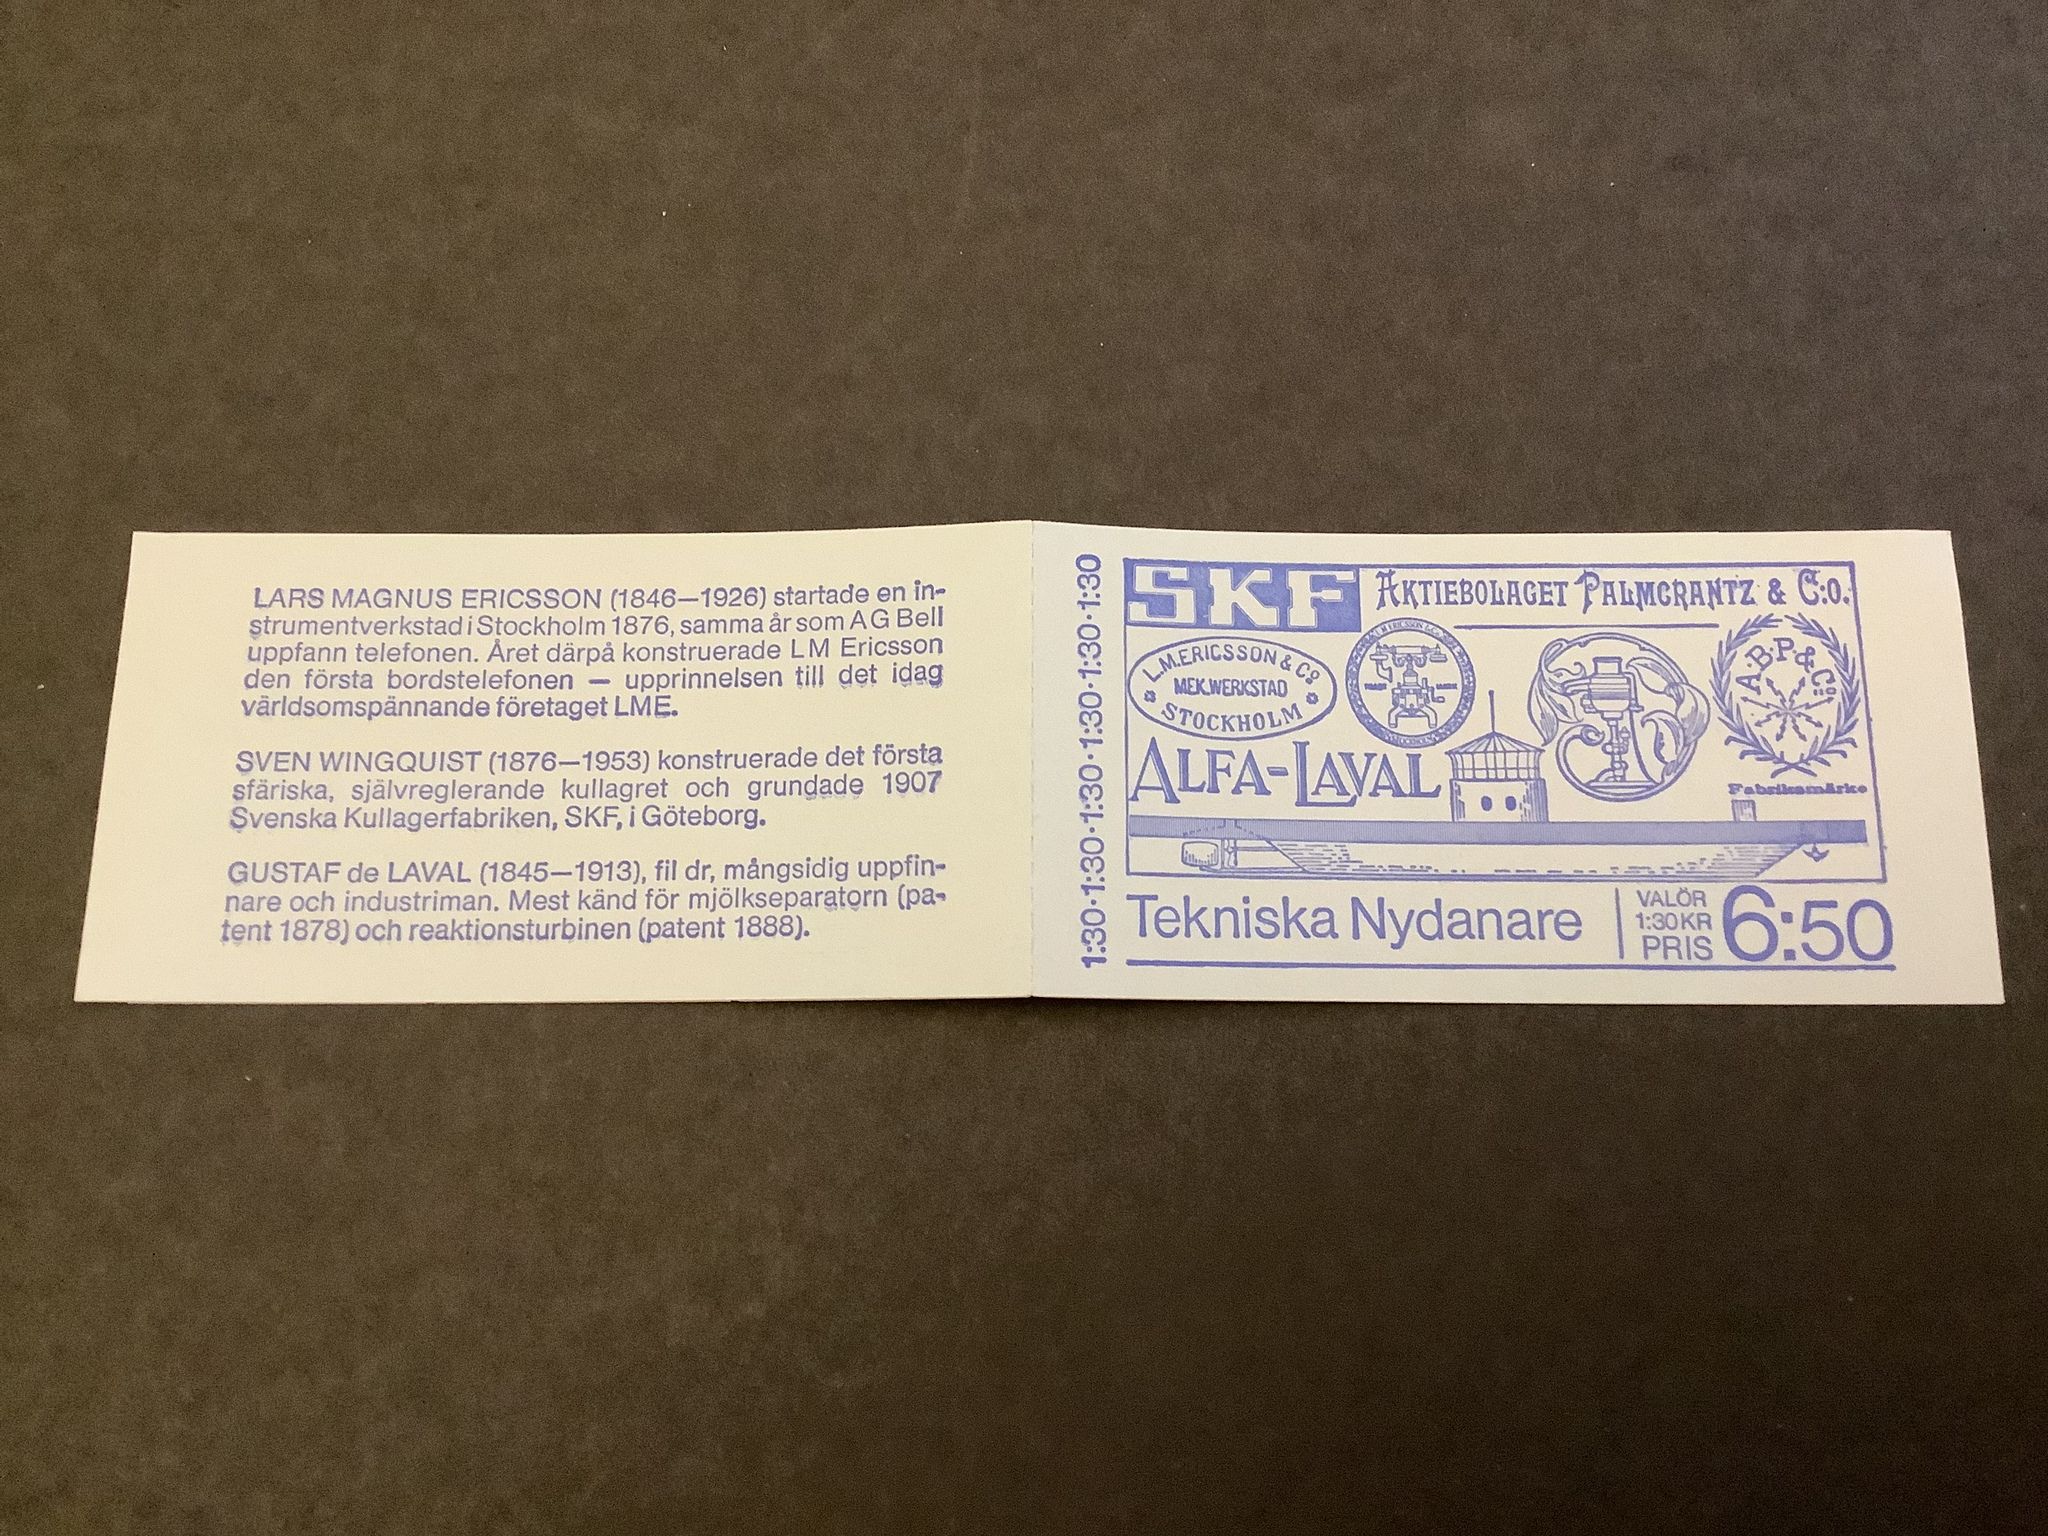 LARS MAGNUS ERICSSON (1846—1926) startade en in-
strumentverkstad i Stockholm 1876, samma år som A G Bell
uppfann telefonen. Året därpå konstruerade L M Ericsson
den första bordstelefonen — upprinnelsen till det idag
världsomspännande företaget LME.
SVEN WINGQUIST (1876—1953) konstruerade det första
sfäriska, självreglerande kullagret och grundade 1907
Svenska Kullagerfabriken, SKF, i Göteborg.
GUSTAF de LAVAL (1845—1913), fil dr, mångsidig uppfin-
nare och industriman. Mest känd för mjölkseparatorn (pa-
tent 1878) och reaktionsturbinen (patent 1888).
1:30·1:30·1:30·1:30·1:30·1:30
SKF
AKTIEBOLAGET PALMCRANTZ & C:O.
L.M.ERICSSON & Co
MEK.WERKSTAD
STOCKHOLM
A·B·P·& C:o
ALFA-LAVAL
Fabriksmärke
Tekniska Nydanare
VALÖR
1:30 KR
PRIS
6:50